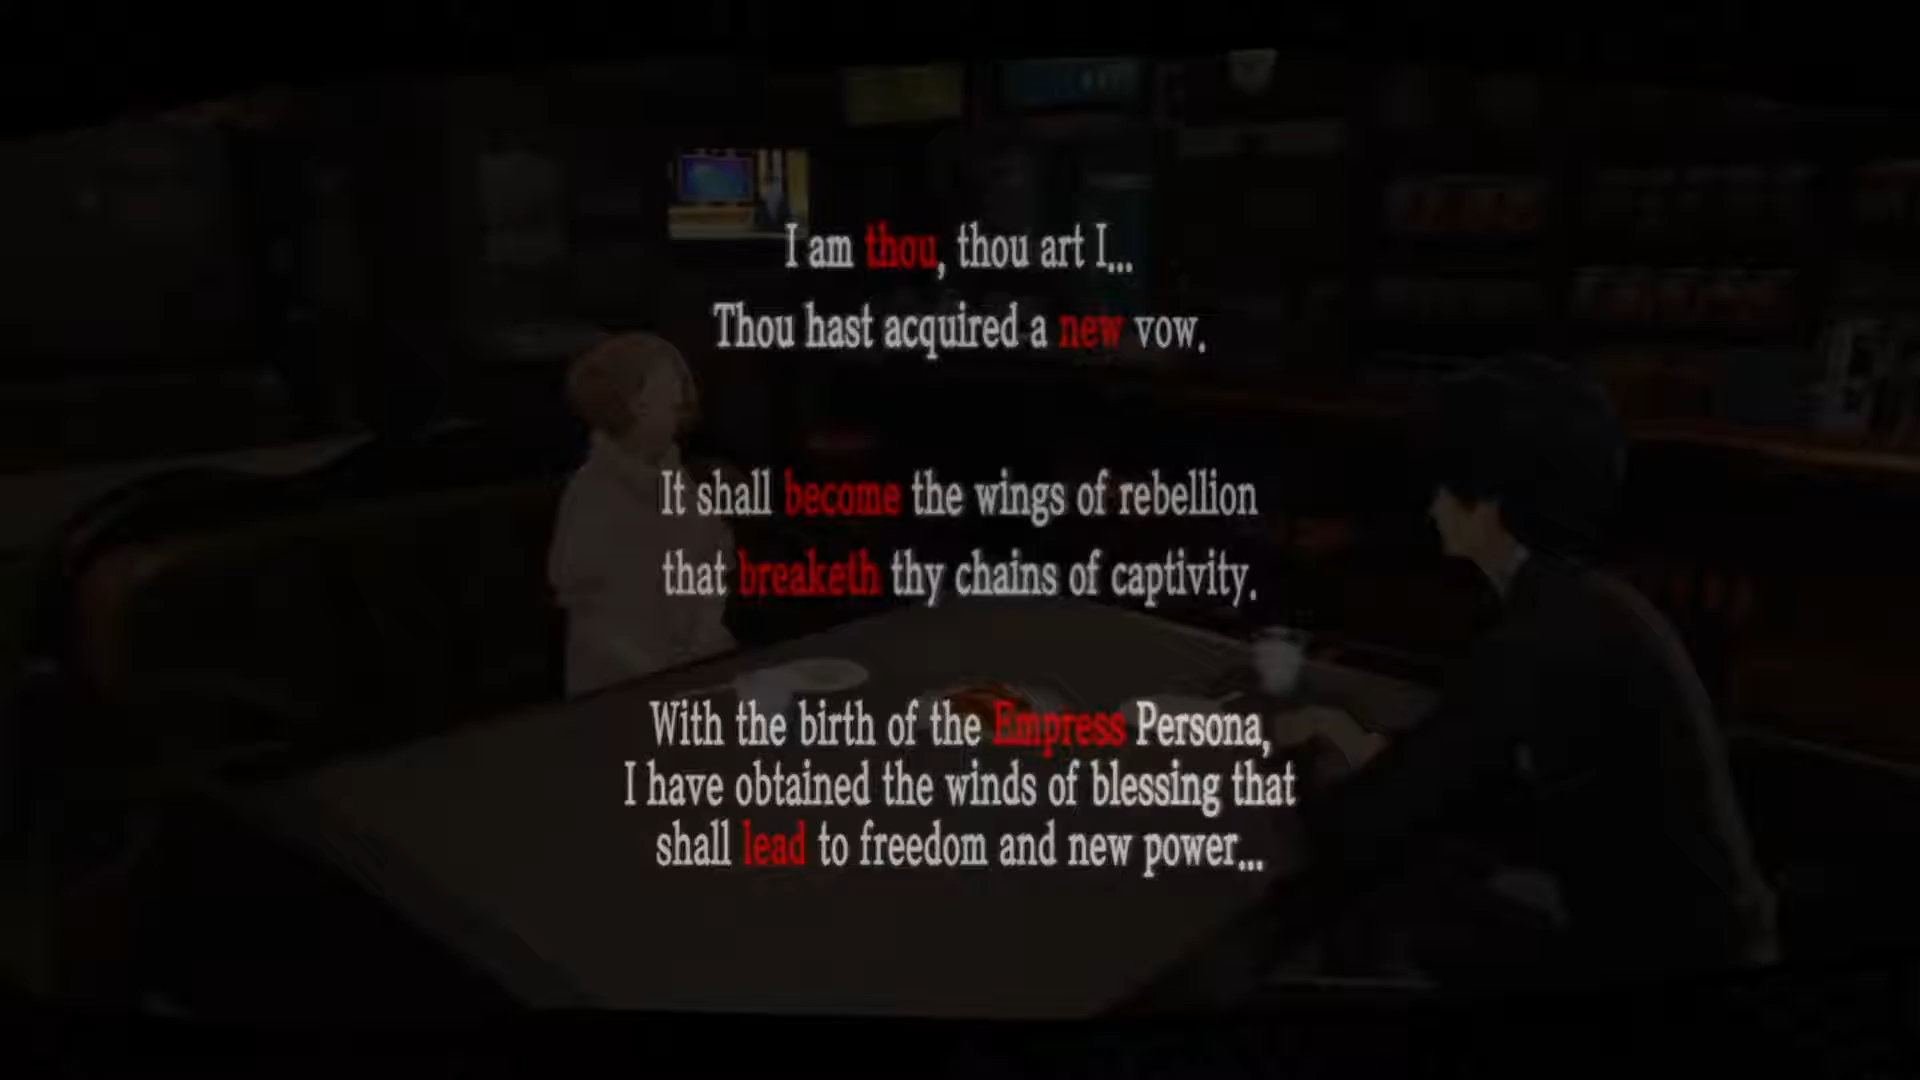 I am thou, thou art I...
Thou hast acquired a new vow.
It shall become the wings of rebellion
that breaketh thy chains of captivity.
With the birth of the Empress Persona,
I have obtained the winds of blessing that
shall lead to freedom and new power...